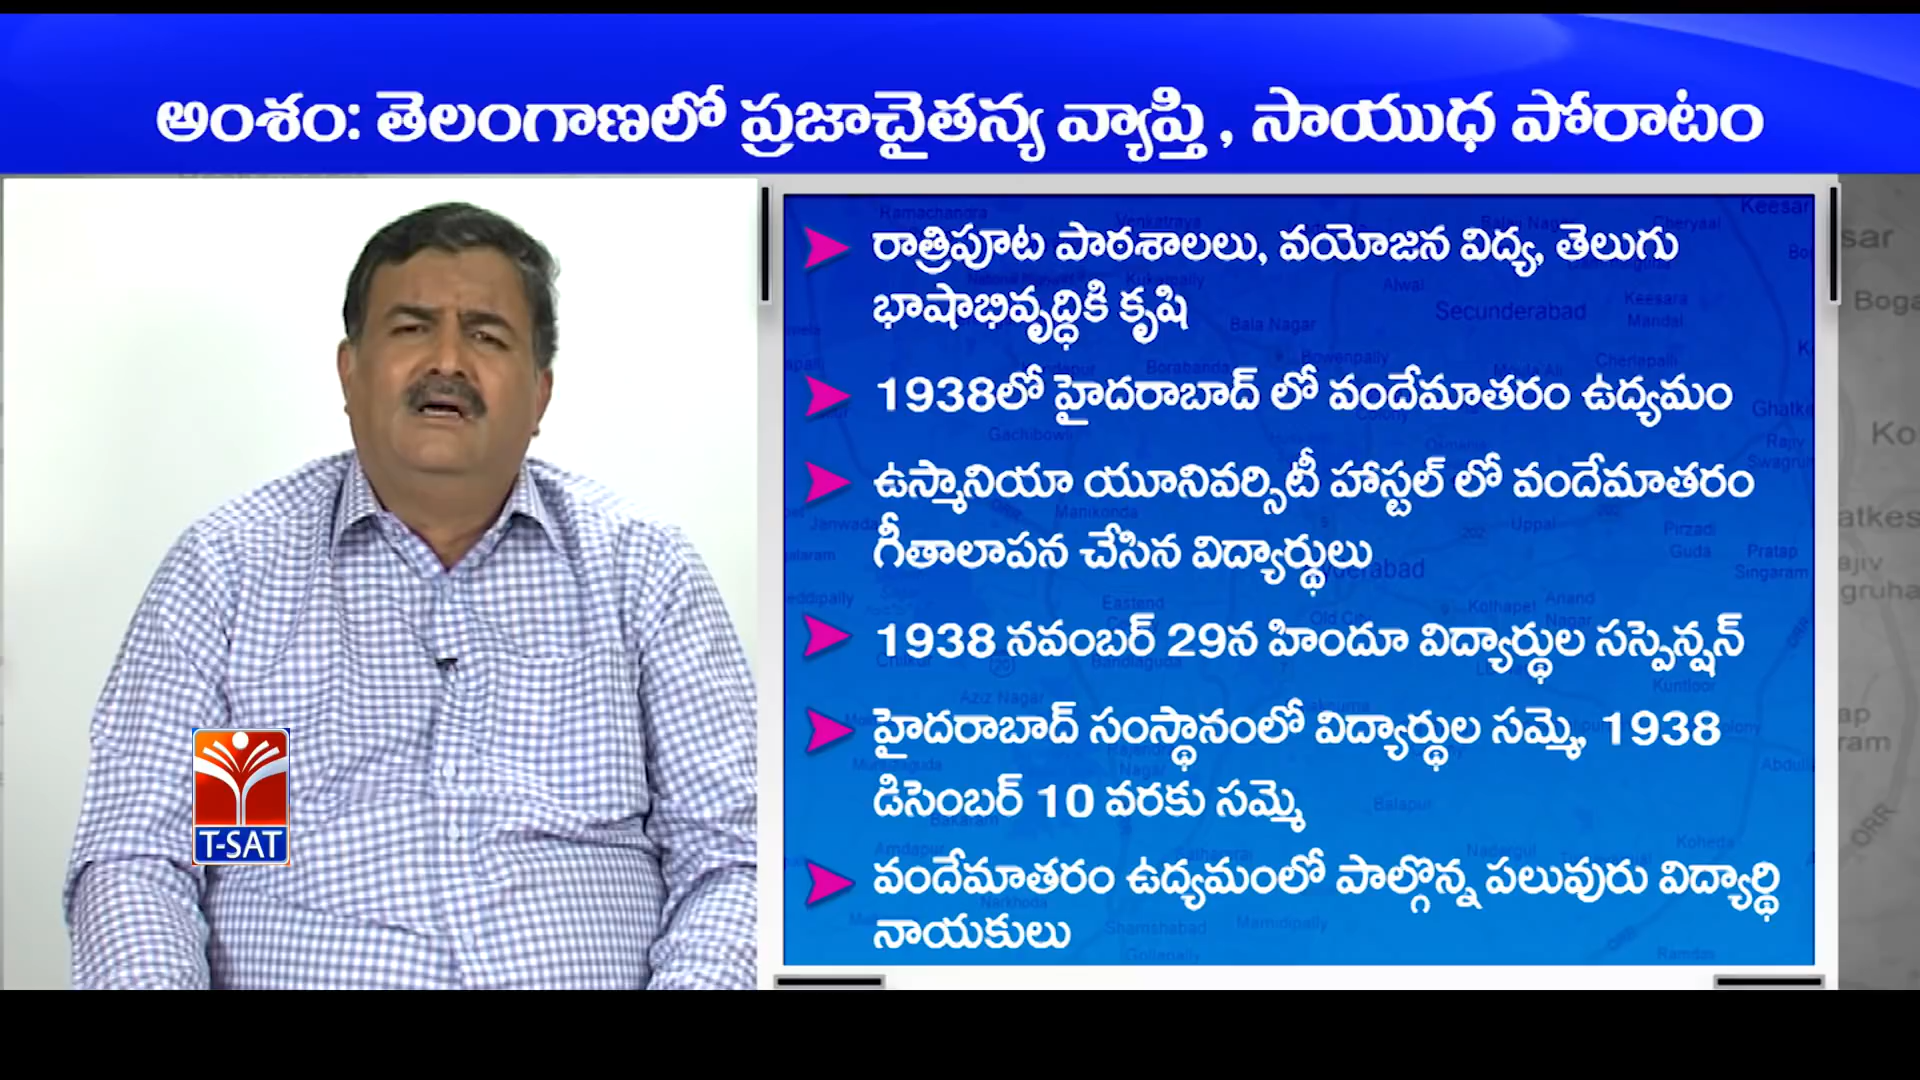 అంశం: తెలంగాణలో ప్రజాచైతన్య వ్యాప్తి, సాయుధ పోరాటం
రాత్రిపూట పాఠశాలలు, వయోజన విద్య, తెలుగు
భాషాభివృద్ధికి కృషి
1938లో హైదరాబాద్ లో వందేమాతరం ఉద్యమం
ఉస్మానియా యూనివర్సిటీ హాస్టల్ లో వందేమాతరం
గీతాలాపన చేసిన విద్యార్థులు
1938 నవంబర్ 29న హిందూ విద్యార్థుల సస్పెన్షన్
హైదరాబాద్ సంస్థానంలో విద్యార్థుల సమ్మె, 1938
డిసెంబర్ 10 వరకు సమ్మె
వందేమాతరం ఉద్యమంలో పాల్గొన్న పలువురు విద్యార్థి
నాయకులు
T-SAT